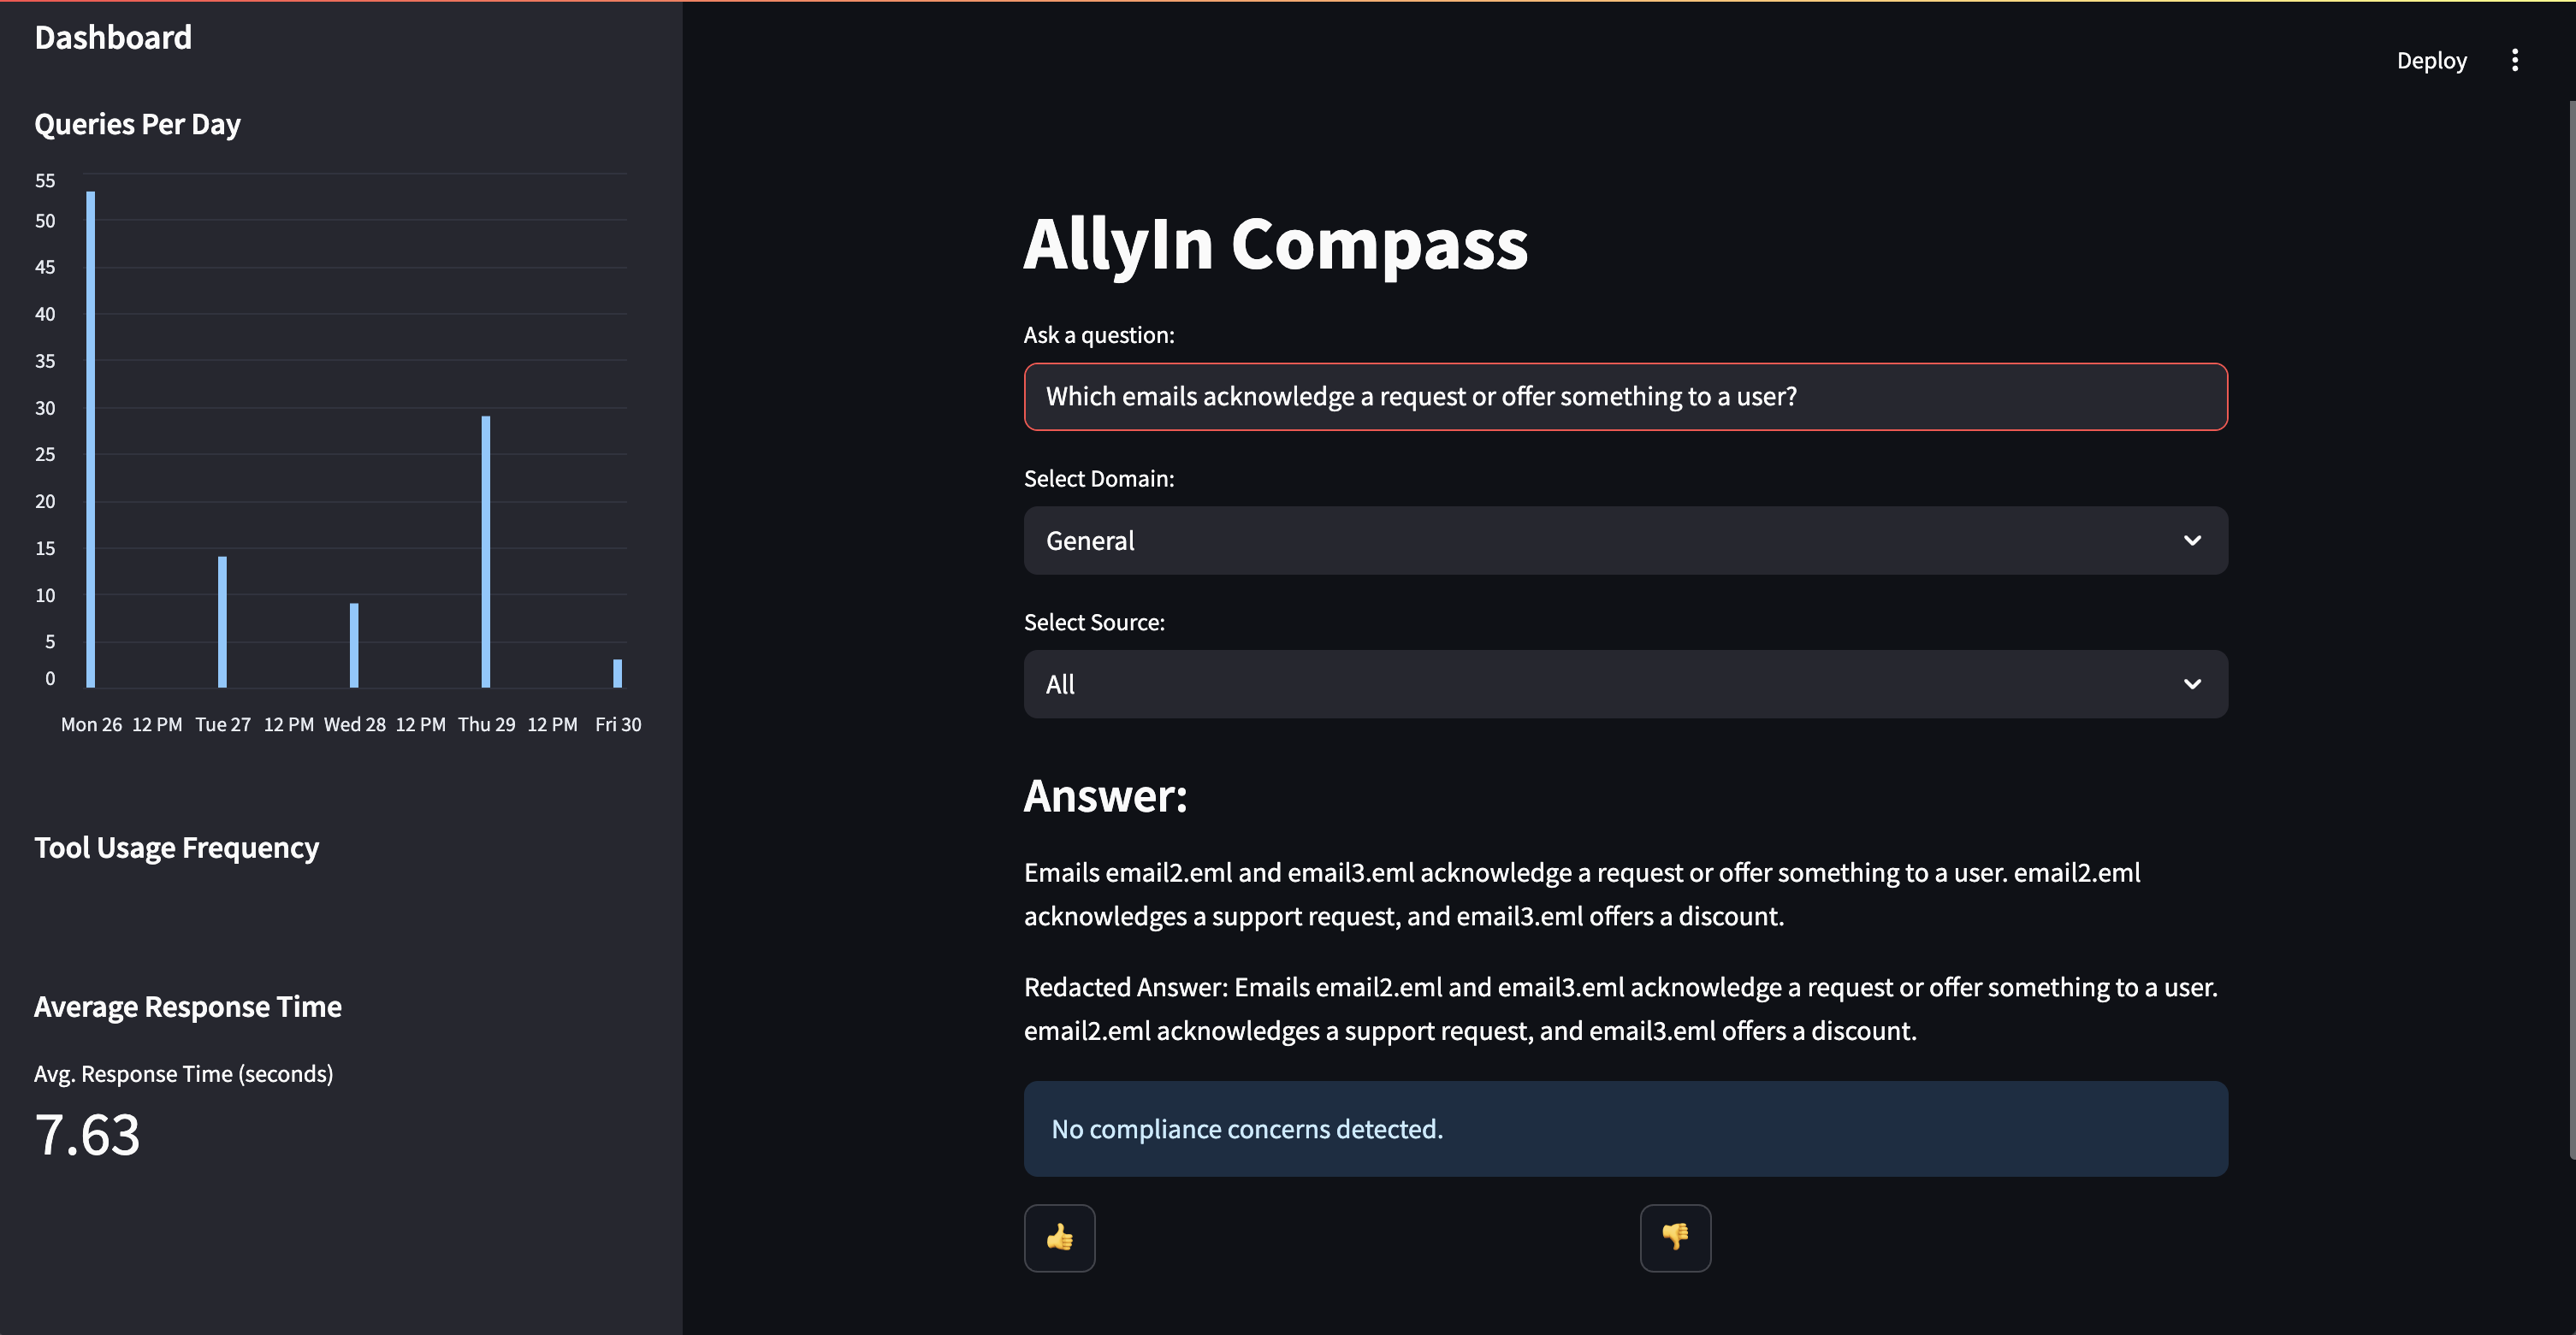 Dashboard
Queries Per Day
55
50
45
40
35
30
25
20
15
10
5
0
Mon 26 12 PM Tue 27 12 PM Wed 28 12 PM Thu 29 12 PM Fri 30
Tool Usage Frequency
Average Response Time
Avg. Response Time (seconds)
7.63
Deploy
AllyIn Compass
Ask a question:
Which emails acknowledge a request or offer something to a user?
Select Domain:
General
Select Source:
All
Answer:
Emails email2.eml and email3.eml acknowledge a request or offer something to a user. email2.eml
acknowledges a support request, and email3.eml offers a discount.
Redacted Answer: Emails email2.eml and email3.eml acknowledge a request or offer something to a user.
email2.eml acknowledges a support request, and email3.eml offers a discount.
No compliance concerns detected.